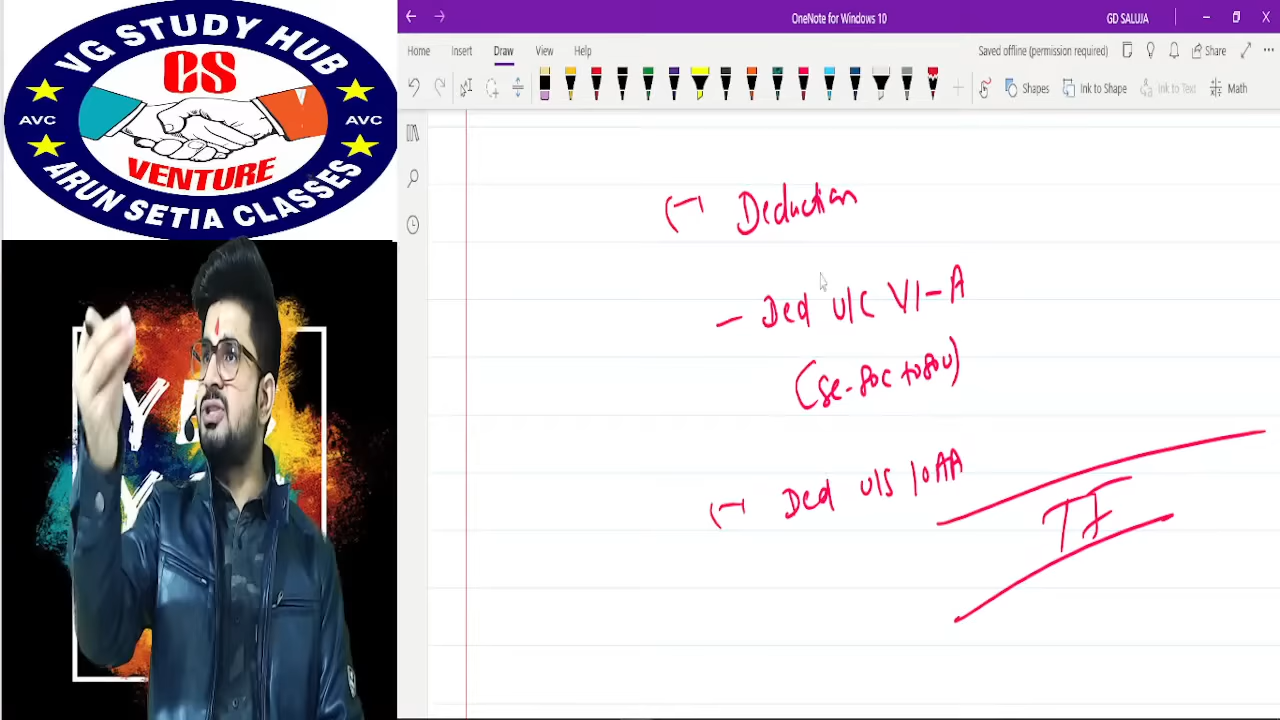 VG STUDY HUB
CS
AVC
AVC
VENTURE
ARUN SETIA CLASSES
OneNote for Windows 10
GD SALUJA
Home
Insert
Draw
View
Help
Saved offline (permission required)
Share
Shapes
Ink to Shape
Ink to Text
Math
(-) Deduction
- Ded U/C VI-A
(Se-80C to 80U)
(-) Ded U/S 10AA
TI